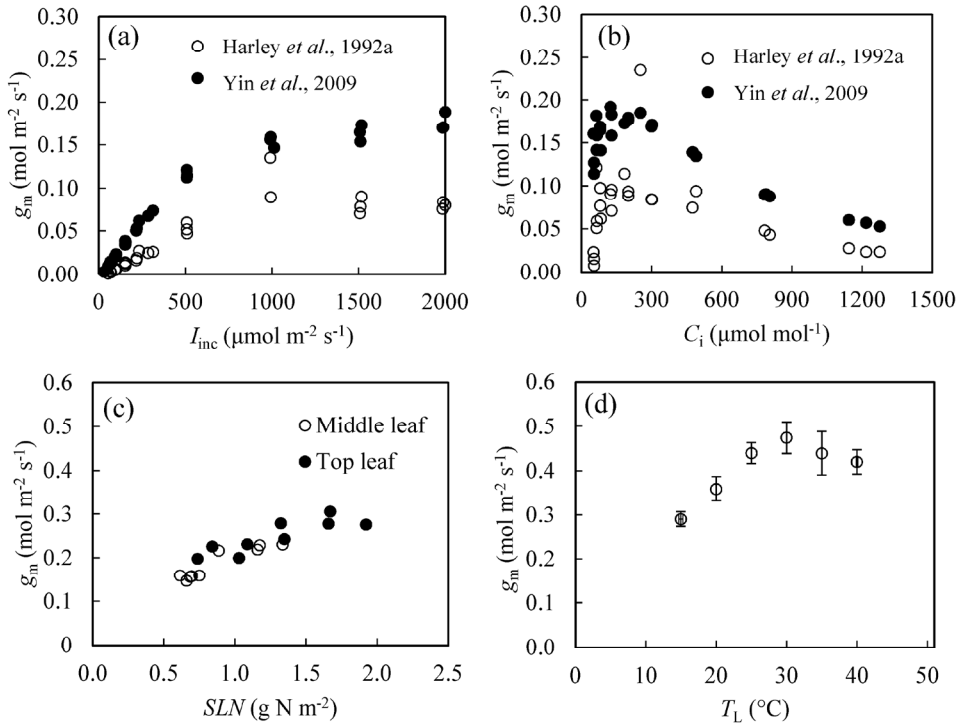 (a)
Harley et al., 1992a
Yin et al., 2009
0.30
0.25
0.20
0.15
0.10
0.05
0.00
gm (mol m-2 s-1)
0 500 1000 1500 2000
Iinc (μmol m-2 s-1)
(b)
Harley et al., 1992a
Yin et al., 2009
0.30
0.25
0.20
0.15
0.10
0.05
0.00
gm (mol m-2 s-1)
0 300 600 900 1200 1500
Ci (μmol mol-1)
(c)
Middle leaf
Top leaf
0.6
0.5
0.4
0.3
0.2
0.1
0
gm (mol m-2 s-1)
0.0 0.5 1.0 1.5 2.0 2.5
SLN (g N m-2)
(d)
0.6
0.5
0.4
0.3
0.2
0.1
0.0
gm (mol m-2 s-1)
0 10 20 30 40 50
TL (°C)